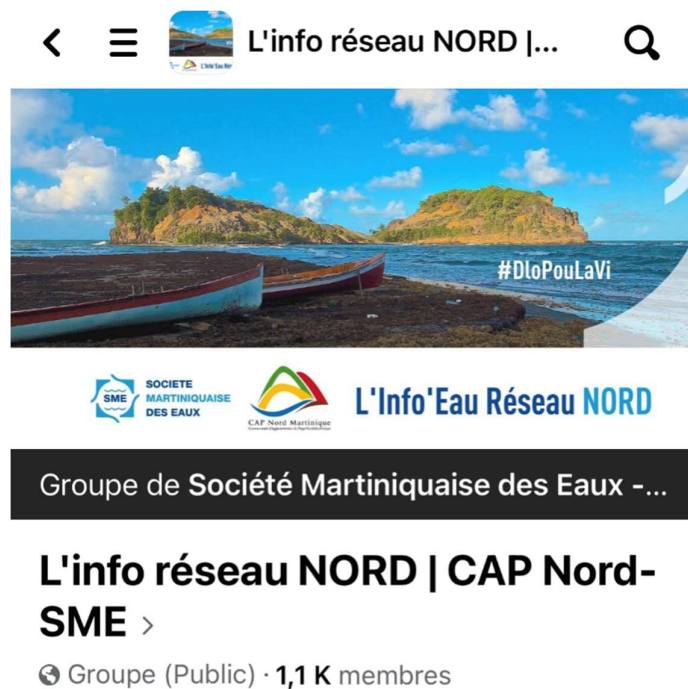 L'info réseau NORD |...
#DloPouLaVi
SME
SOCIETE
MARTINIQUAISE
DES EAUX
CAP Nord Martinique
L'Info'Eau Réseau NORD
Groupe de Société Martiniquaise des Eaux -...
L'info réseau NORD | CAP Nord-
SME >
Groupe (Public) · 1,1 K membres